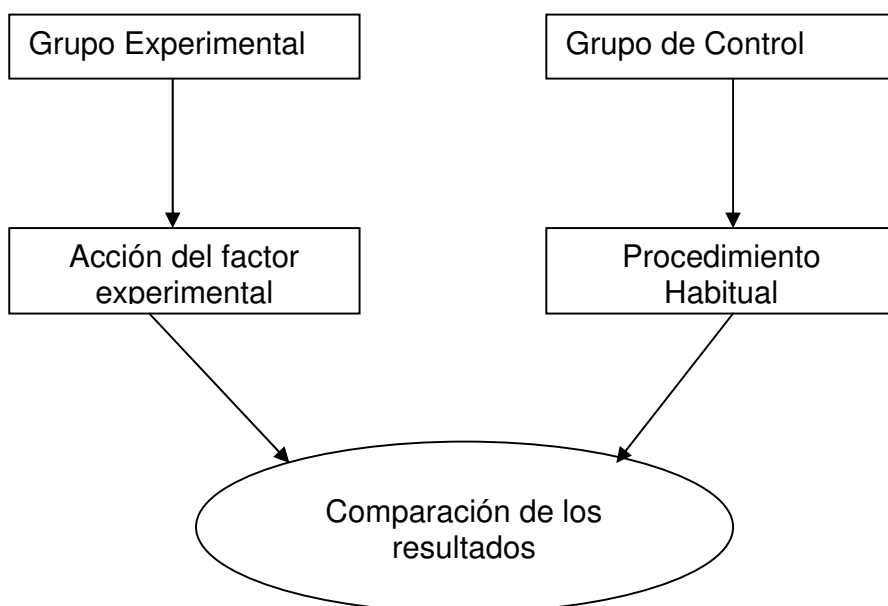 Grupo Experimental
Grupo de Control
Acción del factor
experimental
Procedimiento
Habitual
Comparación de los
resultados